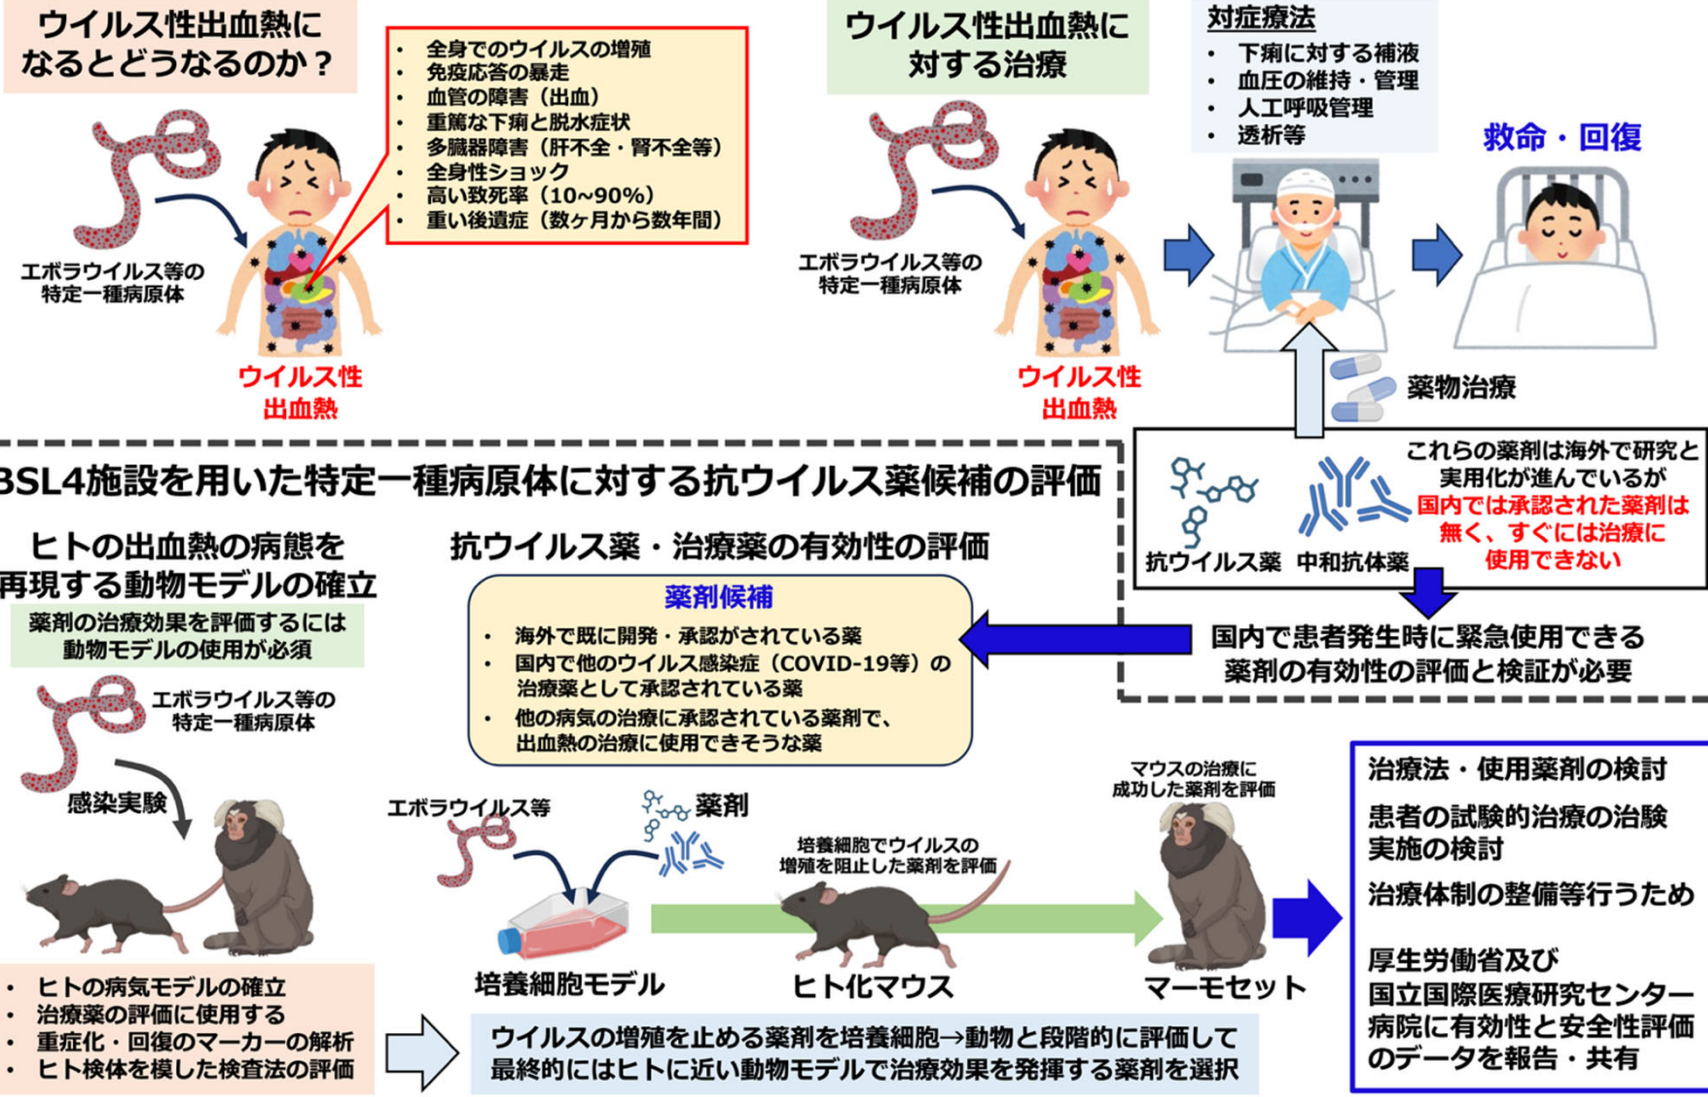 ウイルス性出血熱に
なるとどうなるのか？
・ 全身でのウイルスの増殖
・ 免疫応答の暴走
・ 血管の障害（出血）
・ 重篤な下痢と脱水症状
・ 多臓器障害（肝不全・腎不全等）
・ 全身性ショック
・ 高い致死率（10~90%）
・ 重い後遺症（数ヶ月から数年間）
エボラウイルス等の
特定一種病原体
ウイルス性
出血熱
ウイルス性出血熱に
対する治療
エボラウイルス等の
特定一種病原体
ウイルス性
出血熱
対症療法
・ 下痢に対する補液
・ 血圧の維持・管理
・ 人工呼吸管理
・ 透析等
救命・回復
薬物治療
抗ウイルス薬
中和抗体薬
これらの薬剤は海外で研究と
実用化が進んでいるが
国内では承認された薬剤は
無く、すぐには治療に
使用できない
国内で患者発生時に緊急使用できる
薬剤の有効性の評価と検証が必要
BSL4施設を用いた特定一種病原体に対する抗ウイルス薬候補の評価
ヒトの出血熱の病態を
再現する動物モデルの確立
薬剤の治療効果を評価するには
動物モデルの使用が必須
エボラウイルス等の
特定一種病原体
感染実験
・ ヒトの病気モデルの確立
・ 治療薬の評価に使用する
・ 重症化・回復のマーカーの解析
・ ヒト検体を模した検査法の評価
抗ウイルス薬・治療薬の有効性の評価
薬剤候補
・ 海外で既に開発・承認がされている薬
・ 国内で他のウイルス感染症（COVID-19等）の
治療薬として承認されている薬
・ 他の病気の治療に承認されている薬剤で、
出血熱の治療に使用できそうな薬
エボラウイルス等
薬剤
培養細胞モデル
培養細胞でウイルスの
増殖を阻止した薬剤を評価
ヒト化マウス
マウスの治療に
成功した薬剤を評価
マーモセット
ウイルスの増殖を止める薬剤を培養細胞→動物と段階的に評価して
最終的にはヒトに近い動物モデルで治療効果を発揮する薬剤を選択
治療法・使用薬剤の検討
患者の試験的治療の治験
実施の検討
治療体制の整備等行うため
厚生労働省及び
国立国際医療研究センター
病院に有効性と安全性評価
のデータを報告・共有